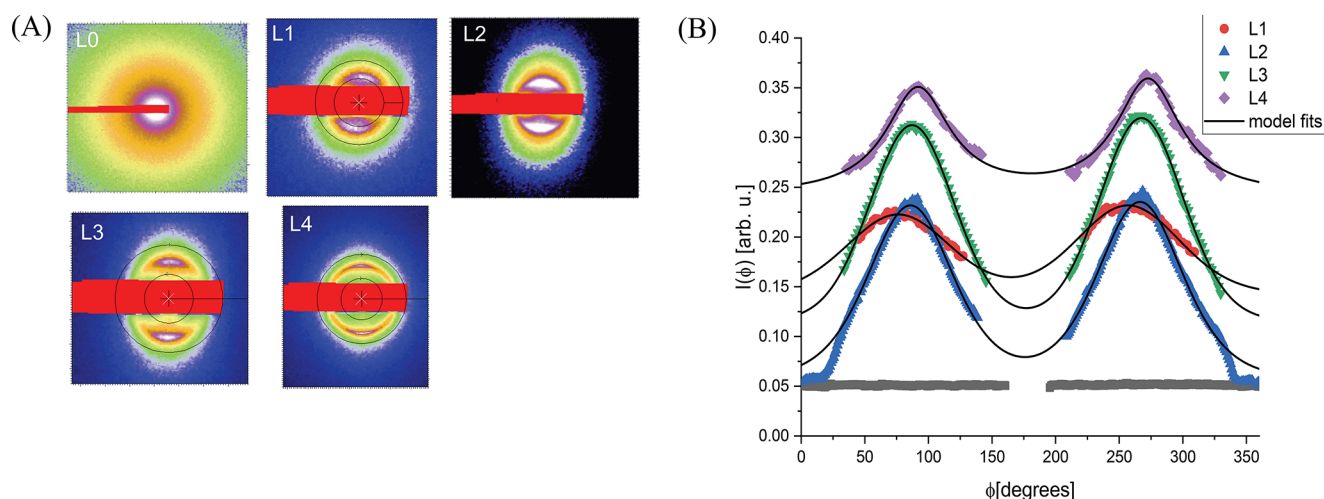 (A)
L0
L1
L2
L3
L4
(B)
0.40
0.35
0.30
0.25
0.20
0.15
0.10
0.05
0.00
I(ϕ) [arb. u.]
0
50
100
150
200
250
300
350
ϕ[degrees]
L1
L2
L3
L4
model fits